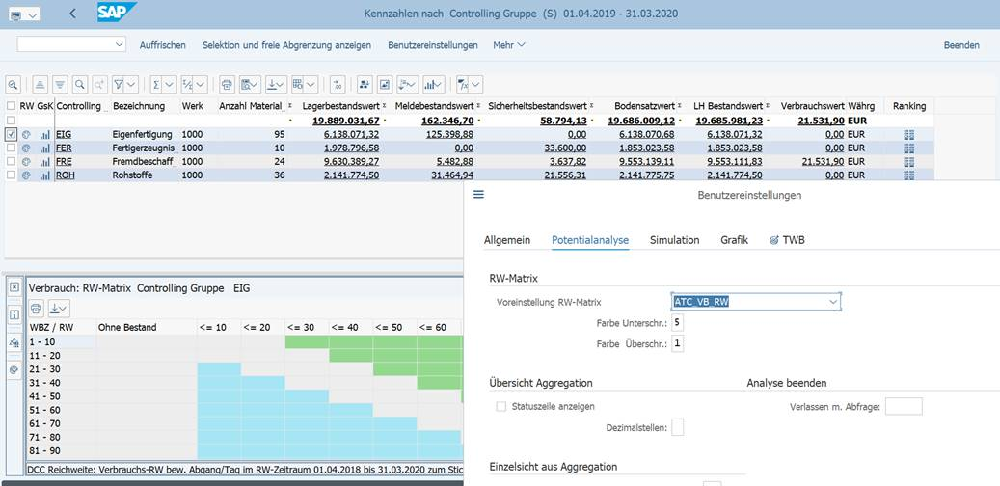 SAP Kennzahlen nach Controlling Gruppe (S) 01.04.2019 - 31.03.2020
Auffrischen Selektion und freie Abgrenzung anzeigen Benutzereinstellungen Mehr Beenden
RW GsK Controlling Bezeichnung Werk Anzahl Material Lagerbestandswert Meldebestandswert Sicherheitsbestandswert Bodensatzwert LH Bestandswert Verbrauchswert Währg Ranking
19.889.031,67 162.346,70 58.794,13 19.686.009,12 19.685.981,23 21.531,90 EUR
EIG Eigenfertigung 1000 95 6.138.071,32 125.398,88 0,00 6.138.070,68 6.138.071,32 0,00 EUR
FER Fertigerzeugnis 1000 10 1.978.796,58 0,00 33.600,00 1.853.023,58 1.853.023,58 0,00 EUR
FRE Fremdbeschaff 1000 24 9.630.389,27 5.482,88 3.637,82 9.553.139,11 9.553.111,83 21.531,90 EUR
ROH Rohstoffe 1000 36 2.141.774,50 31.464,94 21.556,31 2.141.775,75 2.141.774,50 0,00 EUR
Benutzereinstellungen
Allgemein Potentialanalyse Simulation Grafik TWB
RW-Matrix
Voreinstellung RW-Matrix ATC_VB_RW
Farbe Unterschr.: 5
Farbe Überschr.: 1
Übersicht Aggregation Analyse beenden
Statuszeile anzeigen Verlassen m. Abfrage:
Dezimalstellen:
Einzelsicht aus Aggregation
Verbrauch: RW-Matrix Controlling Gruppe EIG
WBZ / RW Ohne Bestand <= 10 <= 20 <= 30 <= 40 <= 50 <= 60
1 - 10
11 - 20
21 - 30
31 - 40
41 - 50
51 - 60
61 - 70
71 - 80
81 - 90
DCC Reichweite: Verbrauchs-RW bew. Abgang/Tag im RW-Zeitraum 01.04.2018 bis 31.03.2020 zum Stic